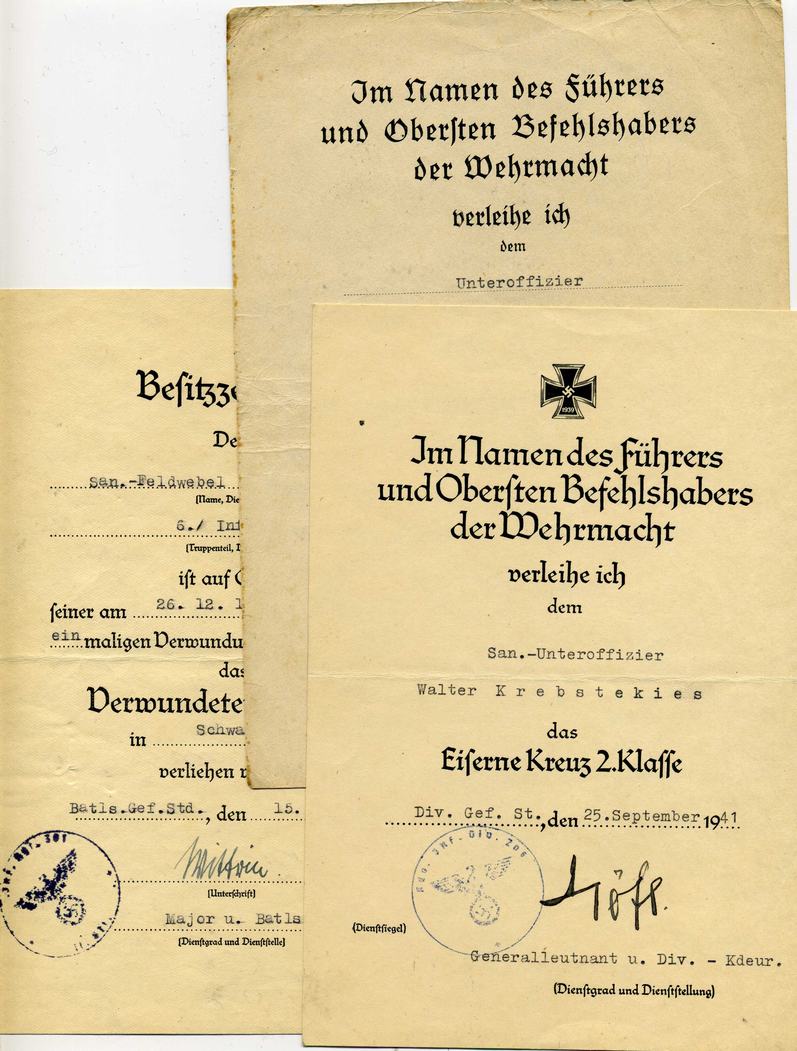 Im Namen des Führers
und Oberſten Befehlshabers
der Wehrmacht
verleihe ich
dem
Unteroffizier
Beſitzze
De
San.-Feldwebel
(Name, Die
6./ Inf
(Truppenteil,
iſt auf
ſeiner am 26. 12. 1
ein maligen Verwundu
das
Verwundete
in Schwa
verliehen
Batls.Gef.Std., den 15.
(Unterſchrift)
Major u. Batls
(Dienſtgrad und Dienſtſtelle)
1939
Im Namen des Führers
und Oberſten Befehlshabers
der Wehrmacht
verleihe ich
dem
San.-Unteroffizier
Walter Krebstekies
das
Eiſerne Kreuz 2.Klaſſe
Div. Gef. St., den 25.September 1941
(Dienſtſiegel)
Höfl.
Generalleutnant u. Div. - Kdeur.
(Dienſtgrad und Dienſtſtellung)